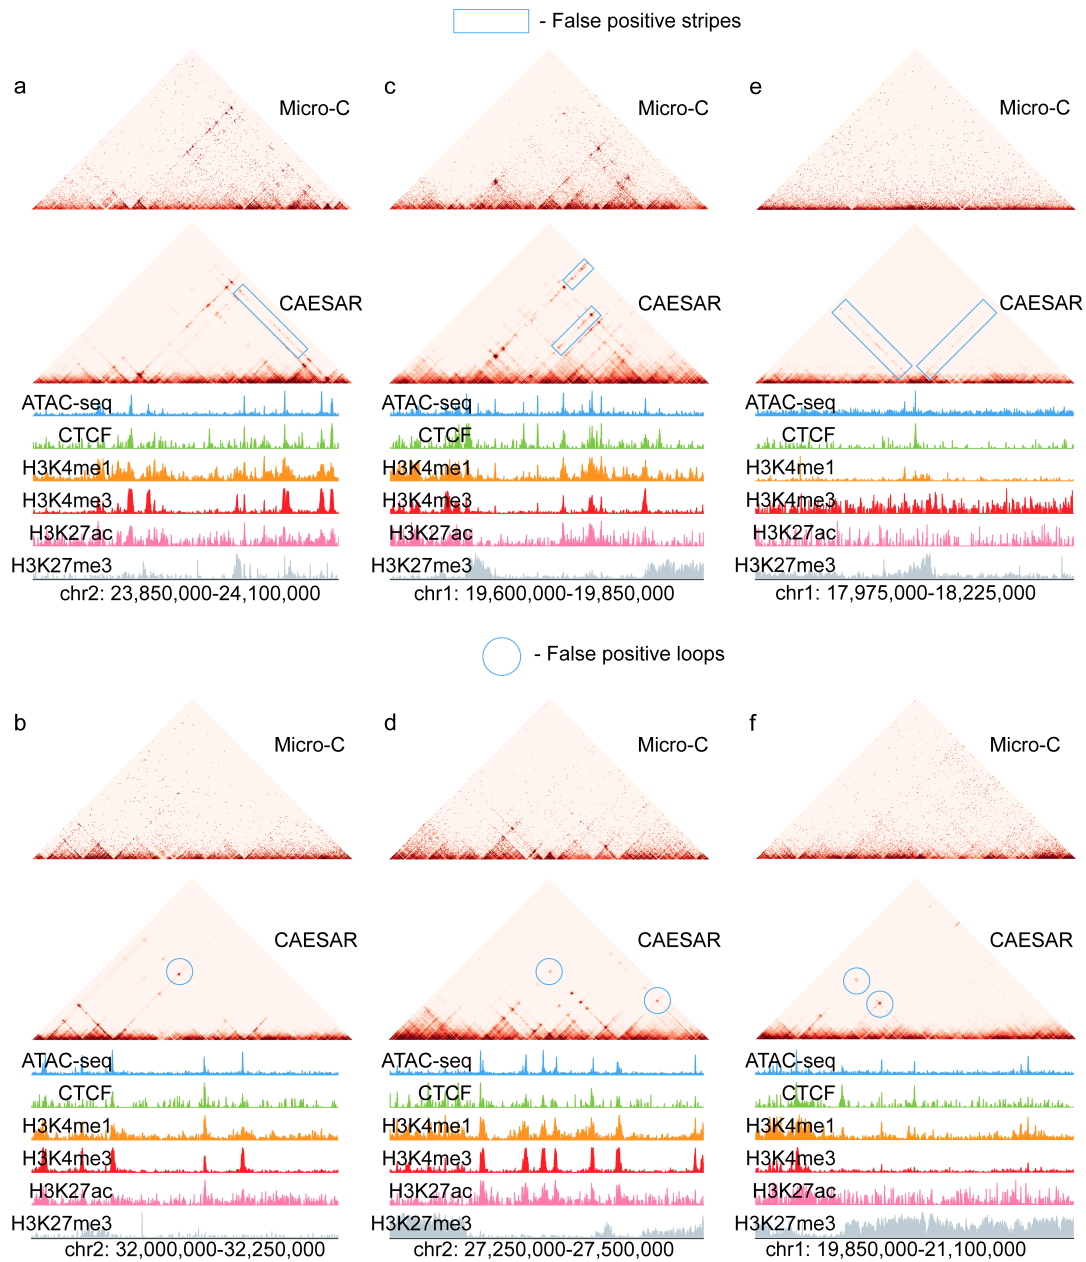 - False positive stripes
a
Micro-C
CAESAR
ATAC-seq
CTCF
H3K4me1
H3K4me3
H3K27ac
H3K27me3
chr2: 23,850,000-24,100,000
c
Micro-C
CAESAR
ATAC-seq
CTCF
H3K4me1
H3K4me3
H3K27ac
H3K27me3
chr1: 19,600,000-19,850,000
e
Micro-C
CAESAR
ATAC-seq
CTCF
H3K4me1
H3K4me3
H3K27ac
H3K27me3
chr1: 17,975,000-18,225,000
- False positive loops
b
Micro-C
CAESAR
ATAC-seq
CTCF
H3K4me1
H3K4me3
H3K27ac
H3K27me3
chr2: 32,000,000-32,250,000
d
Micro-C
CAESAR
ATAC-seq
CTCF
H3K4me1
H3K4me3
H3K27ac
H3K27me3
chr2: 27,250,000-27,500,000
f
Micro-C
CAESAR
ATAC-seq
CTCF
H3K4me1
H3K4me3
H3K27ac
H3K27me3
chr1: 19,850,000-21,100,000